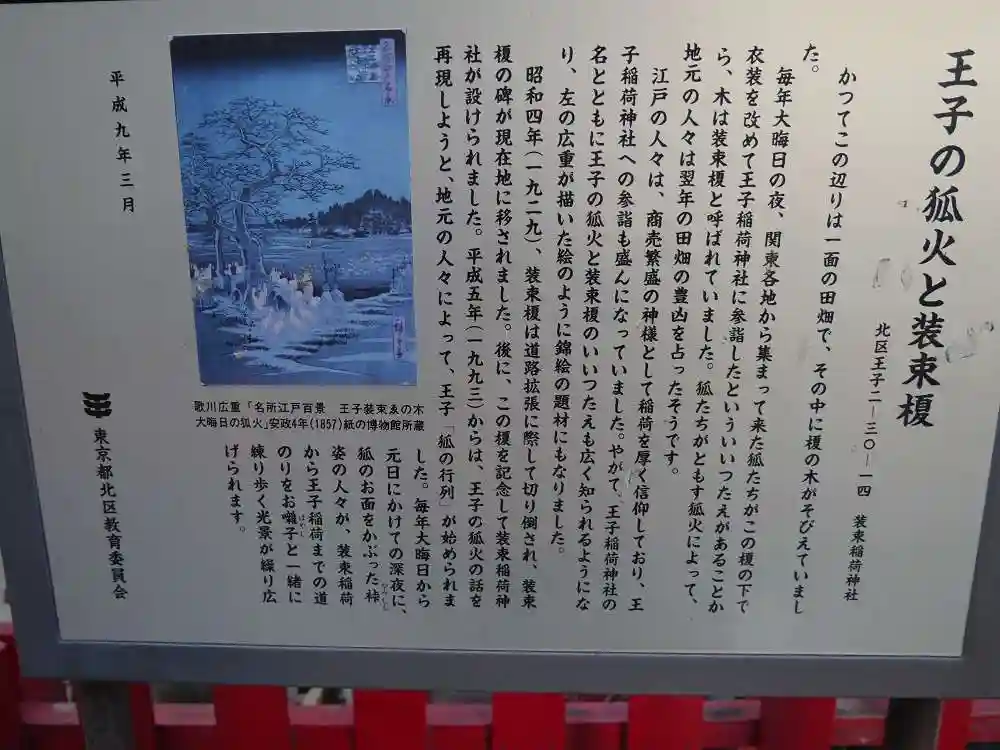 王子の狐火と装束榎
北区王子二－三〇－一四　装束稲荷神社
かつてこの辺りは一面の田畑で、その中に榎の木がそびえていまし
た。
毎年大晦日の夜、関東各地から集まって来た狐たちがこの榎の下で
衣装を改めて王子稲荷神社に参詣したといういいつたえがあることか
ら、木は装束榎と呼ばれていました。狐たちがともす狐火によって、
地元の人々は翌年の田畑の豊凶を占ったそうです。
江戸の人々は、商売繁盛の神様として稲荷を厚く信仰しており、王
子稲荷神社への参詣も盛んになっていました。やがて、王子稲荷神社の
名とともに王子の狐火と装束榎のいいつたえも広く知られるようにな
り、左の広重が描いた絵のように錦絵の題材にもなりました。
昭和四年（一九二九）、装束榎は道路拡張に際して切り倒され、装束
榎の碑が現在地に移されました。後に、この榎を記念して装束稲荷神
社が設けられました。平成五年（一九九三）からは、王子の狐火の話を
再現しようと、地元の人々によって、王子「狐の行列」が始められま
した。毎年大晦日から
元日にかけての深夜に、
狐のお面をかぶった裃
かみしも
姿の人々が、装束稲荷
から王子稲荷までの道
のりをお囃子と一緒に
はやし
練り歩く光景が繰り広
げられます。
歌川広重「名所江戸百景　王子装束ゑの木
大晦日の狐火」安政4年(1857)紙の博物館所蔵
平成九年三月
東京都北区教育委員会